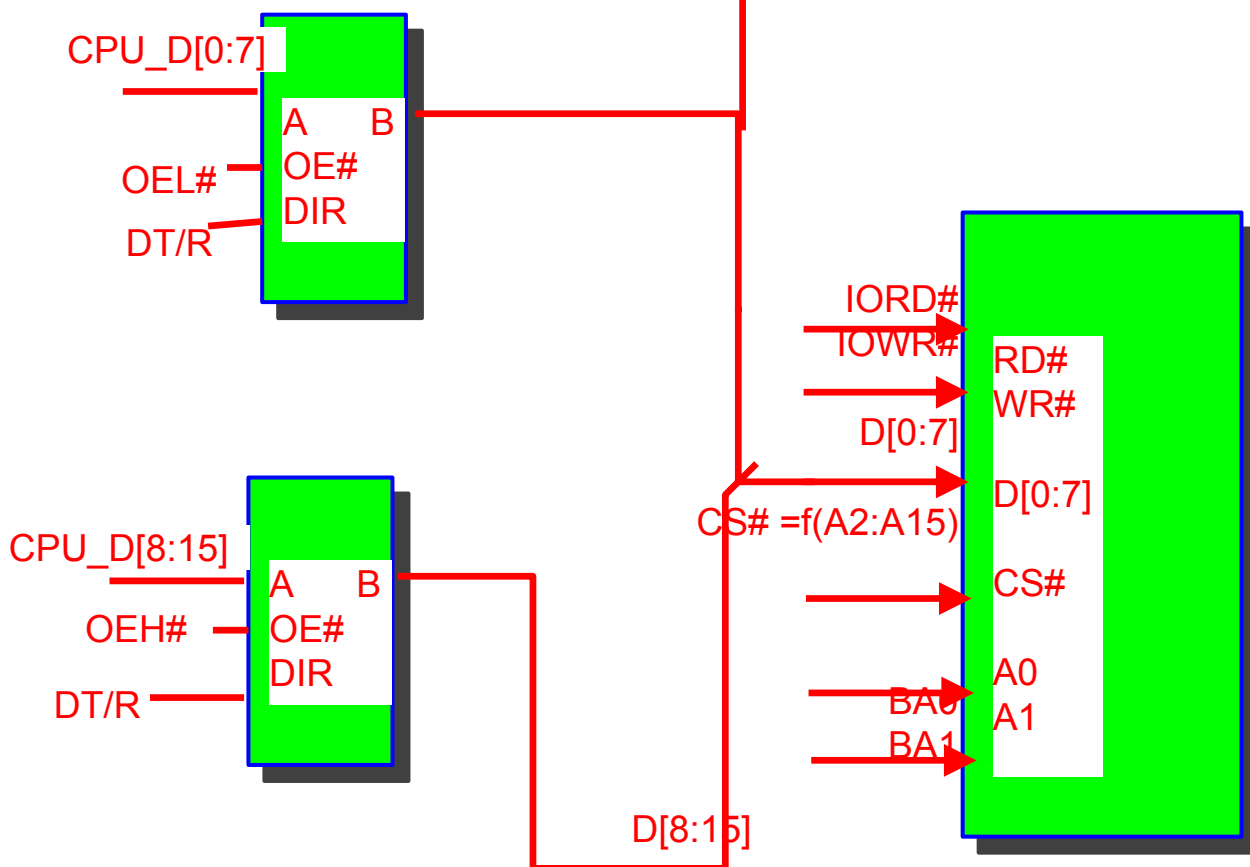 CPU_D[0:7]
A B
OEL#
OE#
DIR
DT/R
IORD#
IOWR#
RD#
WR#
D[0:7]
D[0:7]
CS# =f(A2:A15)
CPU_D[8:15]
A B
CS#
OEH#
OE#
DIR
DT/R
A0
BA0
A1
BA1
D[8:15]